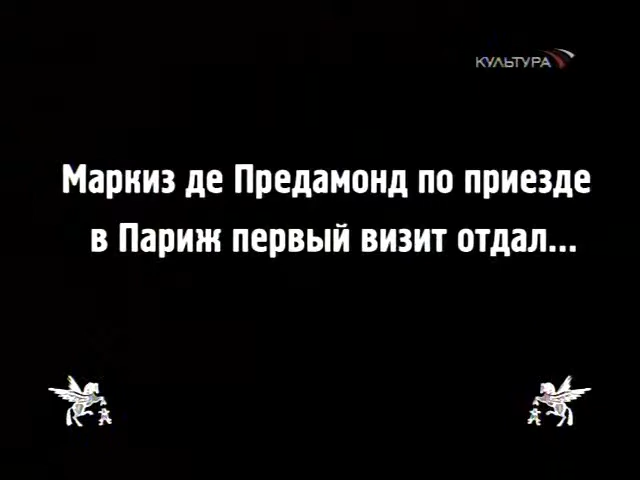 КУЛЬТУРА
Маркиз де Предамонд по приезде
в Париж первый визит отдал...